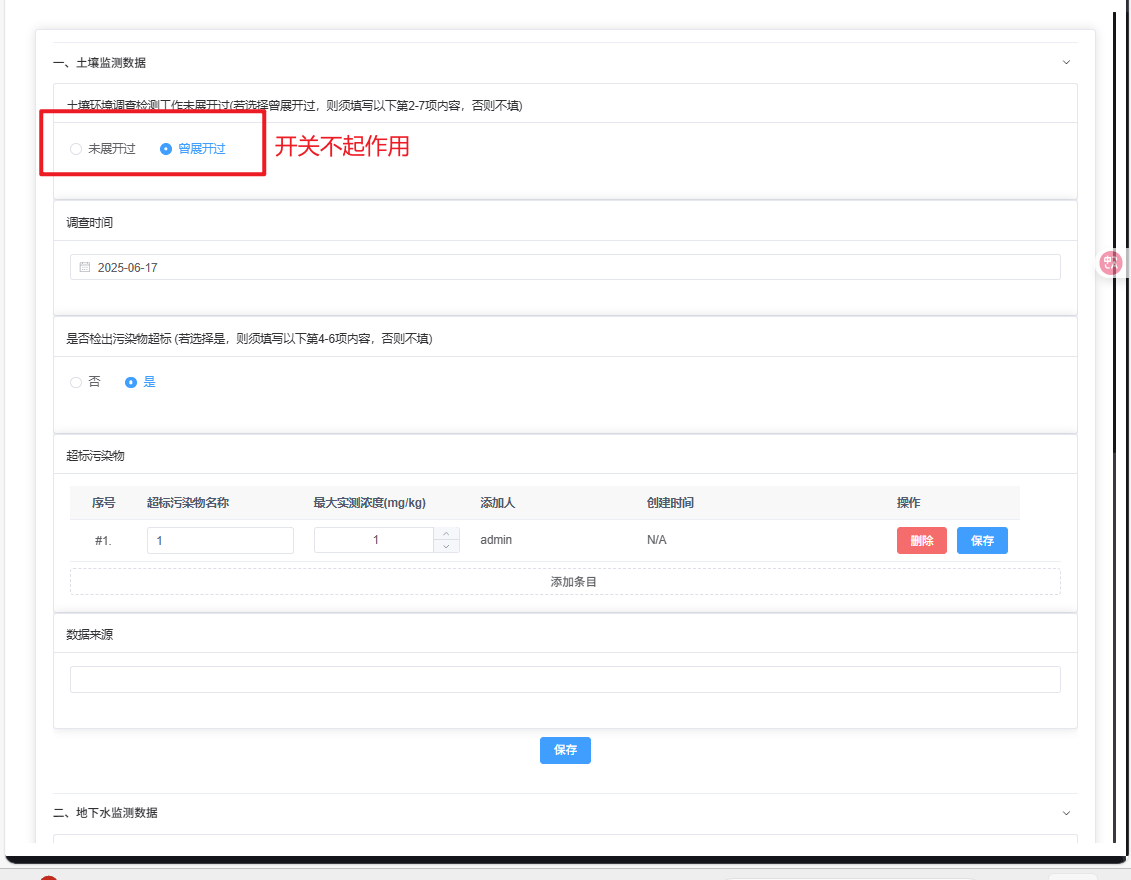 一、土壤监测数据
土壤环境调查检测工作未展开过(若选择曾展开过，则须填写以下第2-7项内容，否则不填)
未展开过 曾展开过 开关不起作用
调查时间
2025-06-17
是否检出污染物超标 (若选择是，则须填写以下第4-6项内容，否则不填)
否 是
超标污染物
序号 超标污染物名称 最大实测浓度(mg/kg) 添加人 创建时间 操作
#1. 1 1 admin N/A 删除 保存
添加条目
数据来源
保存
二、地下水监测数据